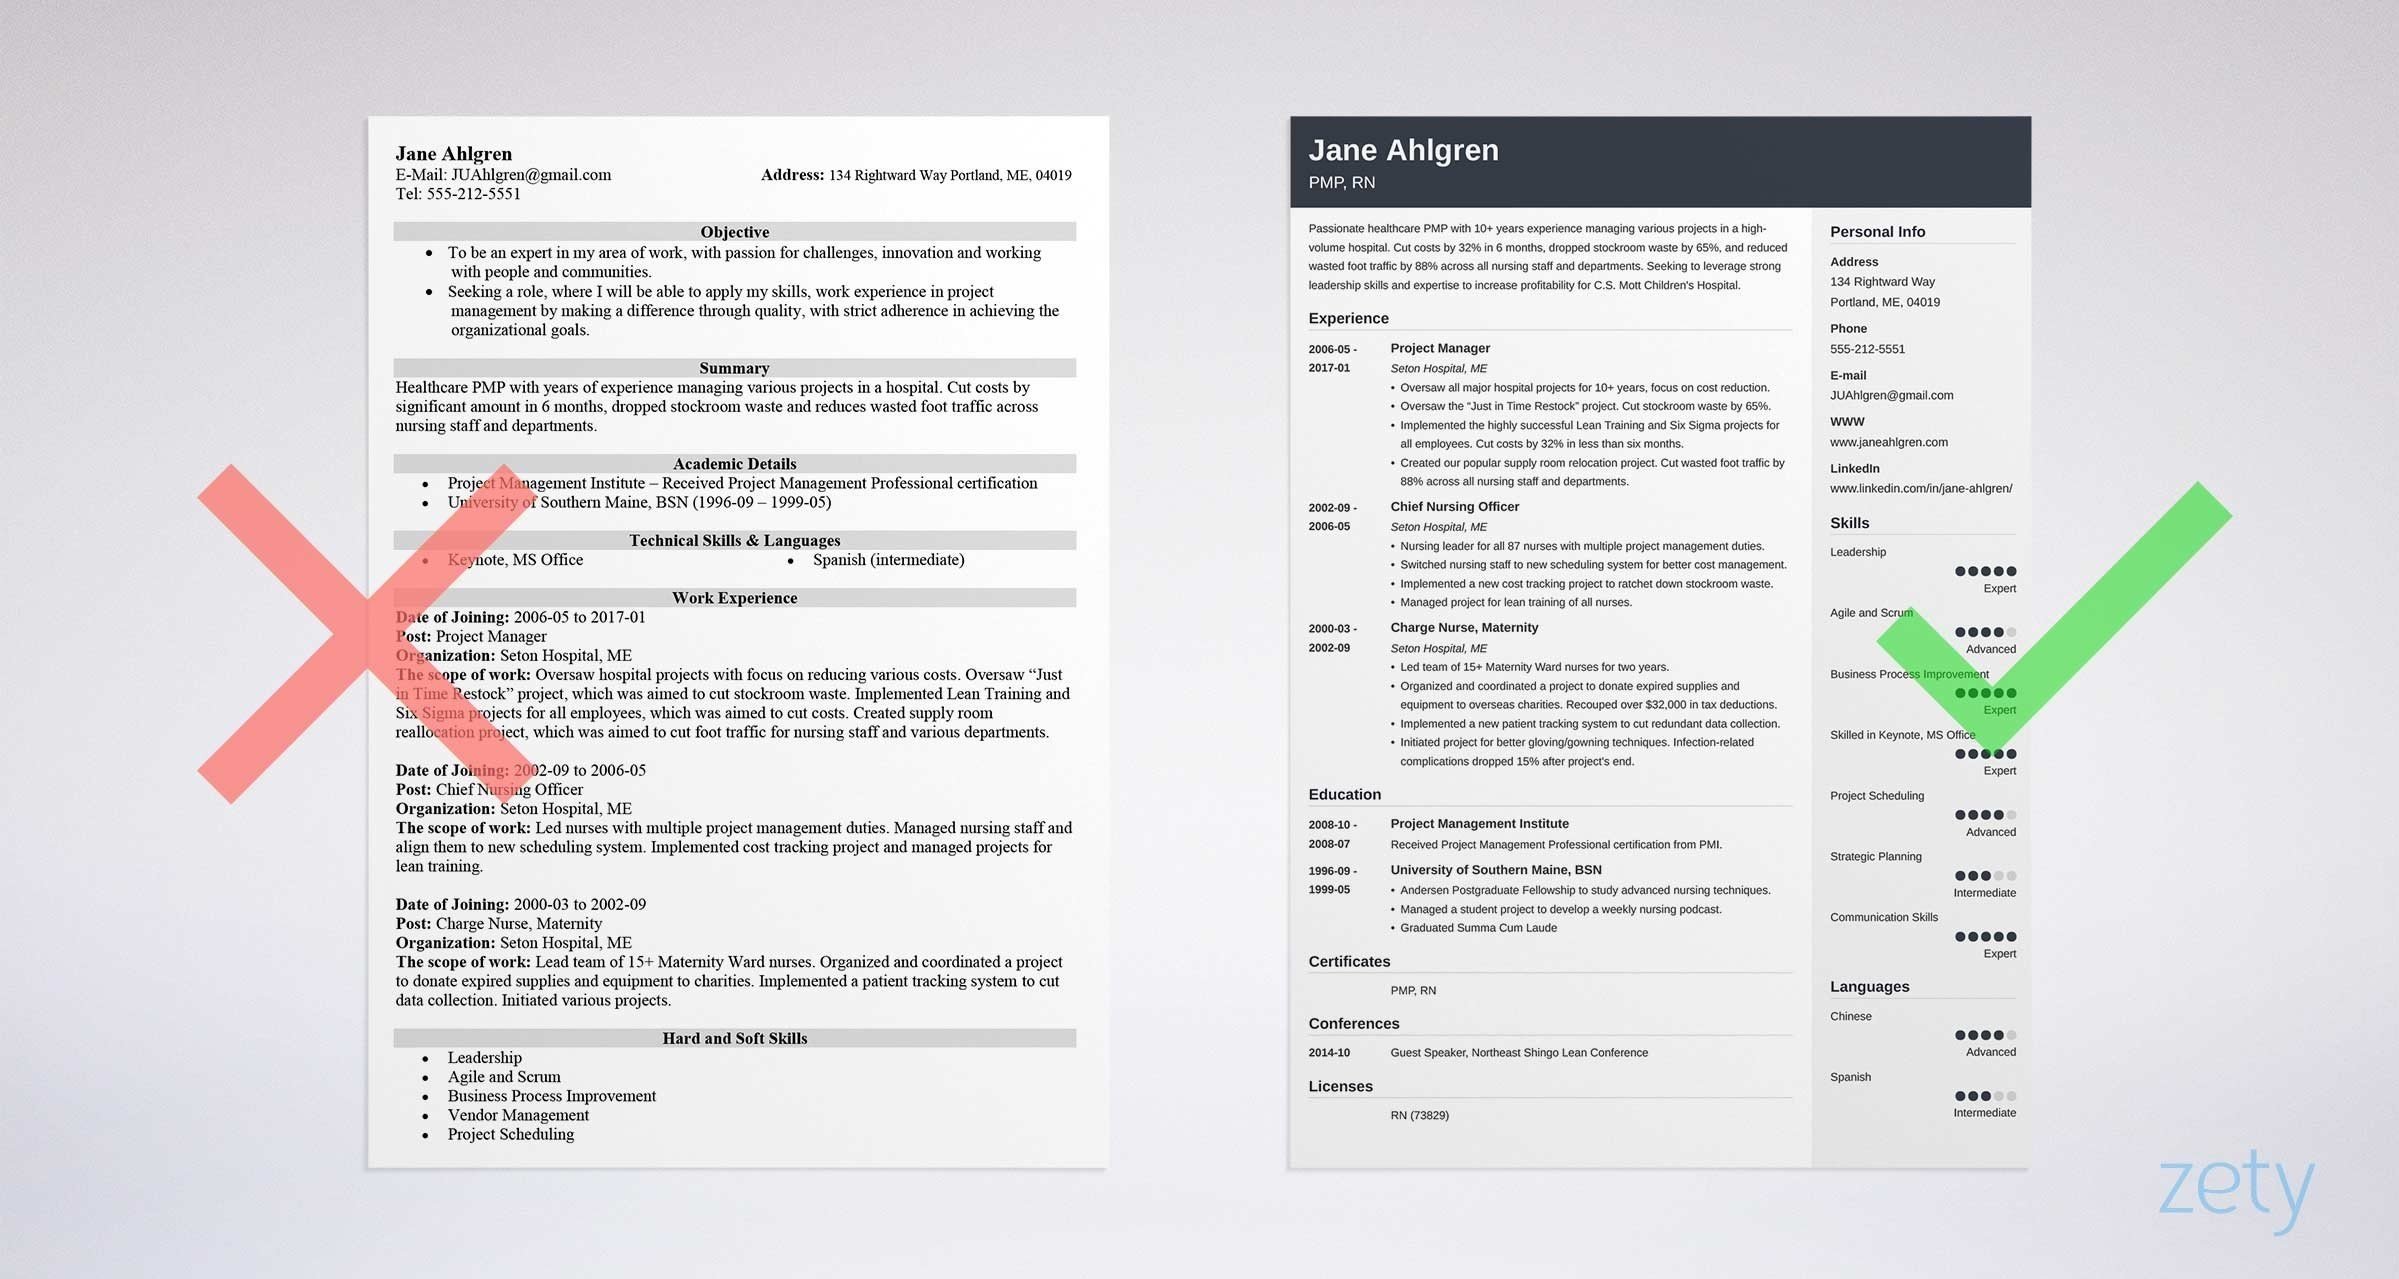 Jane Ahlgren
E-Mail: JUAhlgren@gmail.com
Address: 134 Rightward Way Portland, ME, 04019
Tel: 555-212-5551
Objective
• To be an expert in my area of work, with passion for challenges, innovation and working
with people and communities.
• Seeking a role, where I will be able to apply my skills, work experience in project
management by making a difference through quality, with strict adherence in achieving the
organizational goals.
Summary
Healthcare PMP with years of experience managing various projects in a hospital. Cut costs by
significant amount in 6 months, dropped stockroom waste and reduces wasted foot traffic across
nursing staff and departments.
Academic Details
• Project Management Institute – Received Project Management Professional certification
• University of Southern Maine, BSN (1996-09 – 1999-05)
Technical Skills & Languages
• Keynote, MS Office
• Spanish (intermediate)
Work Experience
Date of Joining: 2006-05 to 2017-01
Post: Project Manager
Organization: Seton Hospital, ME
The scope of work: Oversaw hospital projects with focus on reducing various costs. Oversaw “Just
in Time Restock” project, which was aimed to cut stockroom waste. Implemented Lean Training and
Six Sigma projects for all employees, which was aimed to cut costs. Created supply room
reallocation project, which was aimed to cut foot traffic for nursing staff and various departments.
Date of Joining: 2002-09 to 2006-05
Post: Chief Nursing Officer
Organization: Seton Hospital, ME
The scope of work: Led nurses with multiple project management duties. Managed nursing staff and
align them to new scheduling system. Implemented cost tracking project and managed projects for
lean training.
Date of Joining: 2000-03 to 2002-09
Post: Charge Nurse, Maternity
Organization: Seton Hospital, ME
The scope of work: Lead team of 15+ Maternity Ward nurses. Organized and coordinated a project
to donate expired supplies and equipment to charities. Implemented a patient tracking system to cut
data collection. Initiated various projects.
Hard and Soft Skills
• Leadership
• Agile and Scrum
• Business Process Improvement
• Vendor Management
• Project Scheduling
Jane Ahlgren
PMP, RN
Passionate healthcare PMP with 10+ years experience managing various projects in a high-
volume hospital. Cut costs by 32% in 6 months, dropped stockroom waste by 65%, and reduced
wasted foot traffic by 88% across all nursing staff and departments. Seeking to leverage strong
leadership skills and expertise to increase profitability for C.S. Mott Children's Hospital.
Experience
2006-05 -
2017-01
Project Manager
Seton Hospital, ME
• Oversaw all major hospital projects for 10+ years, focus on cost reduction.
• Oversaw the “Just in Time Restock” project. Cut stockroom waste by 65%.
• Implemented the highly successful Lean Training and Six Sigma projects for
all employees. Cut costs by 32% in less than six months.
• Created our popular supply room relocation project. Cut wasted foot traffic by
88% across all nursing staff and departments.
2002-09 -
2006-05
Chief Nursing Officer
Seton Hospital, ME
• Nursing leader for all 87 nurses with multiple project management duties.
• Switched nursing staff to new scheduling system for better cost management.
• Implemented a new cost tracking project to ratchet down stockroom waste.
• Managed project for lean training of all nurses.
2000-03 -
2002-09
Charge Nurse, Maternity
Seton Hospital, ME
• Led team of 15+ Maternity Ward nurses for two years.
• Organized and coordinated a project to donate expired supplies and
equipment to overseas charities. Recouped over $32,000 in tax deductions.
• Implemented a new patient tracking system to cut redundant data collection.
• Initiated project for better gloving/gowning techniques. Infection-related
complications dropped 15% after project's end.
Education
2008-10 -
2008-07
Project Management Institute
Received Project Management Professional certification from PMI.
1996-09 -
1999-05
University of Southern Maine, BSN
• Andersen Postgraduate Fellowship to study advanced nursing techniques.
• Managed a student project to develop a weekly nursing podcast.
• Graduated Summa Cum Laude
Certificates
PMP, RN
Conferences
2014-10
Guest Speaker, Northeast Shingo Lean Conference
Licenses
RN (73829)
Personal Info
Address
134 Rightward Way
Portland, ME, 04019
Phone
555-212-5551
E-mail
JUAhlgren@gmail.com
WWW
www.janeahlgren.com
LinkedIn
www.linkedin.com/in/jane-ahlgren/
Skills
Leadership
Expert
Agile and Scrum
Advanced
Business Process Improvement
Expert
Skilled in Keynote, MS Office
Expert
Project Scheduling
Advanced
Strategic Planning
Intermediate
Communication Skills
Expert
Languages
Chinese
Advanced
Spanish
Intermediate
zety